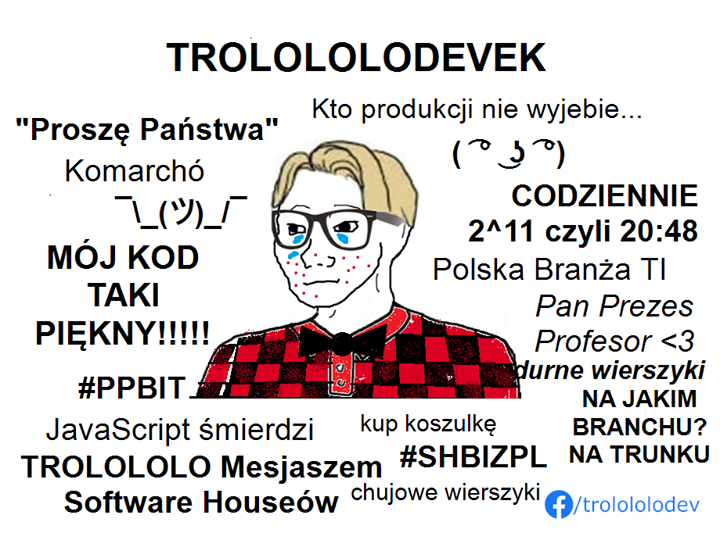 TROLOLOLODEVEK
"Proszę Państwa"
Kto produkcji nie wyjebie...
Komarchó
( ͡° ͜ʖ ͡°)
¯\_(ツ)_/¯
CODZIENNIE
2^11 czyli 20:48
MÓJ KOD
TAKI
PIĘKNY!!!!!
Polska Branża TI
Pan Prezes
Profesor <3
#PPBIT
durne wierszyki
NA JAKIM
BRANCHU?
NA TRUNKU
JavaScript śmierdzi
kup koszulkę
TROLOLOLO Mesjaszem
Software Houseów
#SHBIZPL
chujowe wierszyki
/trolololodev